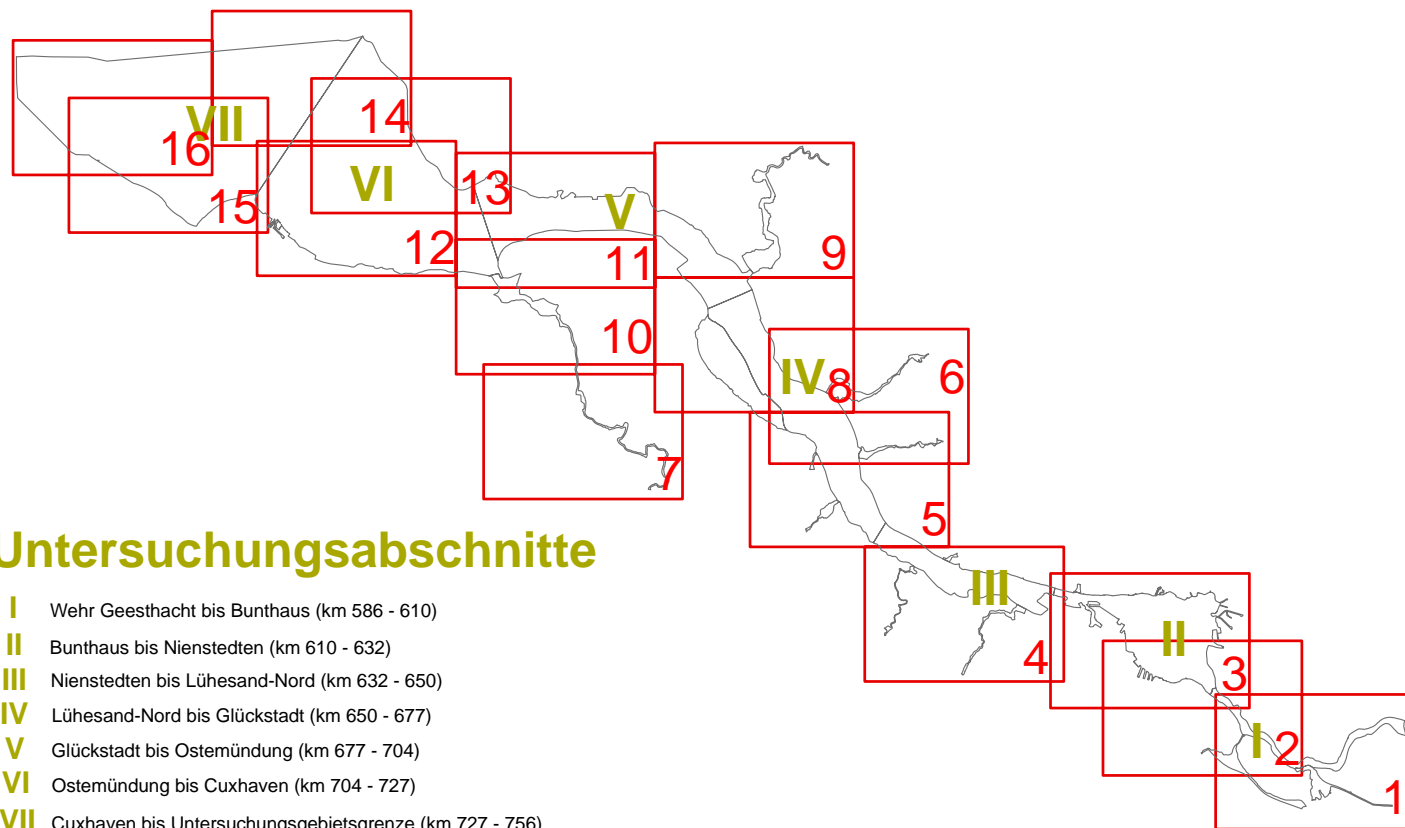 14
VII
16
VI
13
V
15
12
11
9
10
IV
8
6
7
5
III
II
4
3
I
2
1
Untersuchungsabschnitte
I Wehr Geesthacht bis Bunthaus (km 586 - 610)
II Bunthaus bis Nienstedten (km 610 - 632)
III Nienstedten bis Lühesand-Nord (km 632 - 650)
IV Lühesand-Nord bis Glückstadt (km 650 - 677)
V Glückstadt bis Ostemündung (km 677 - 704)
VI Ostemündung bis Cuxhaven (km 704 - 727)
VII Cuxhaven bis Untersuchungsgebietsgrenze (km 727 - 756)